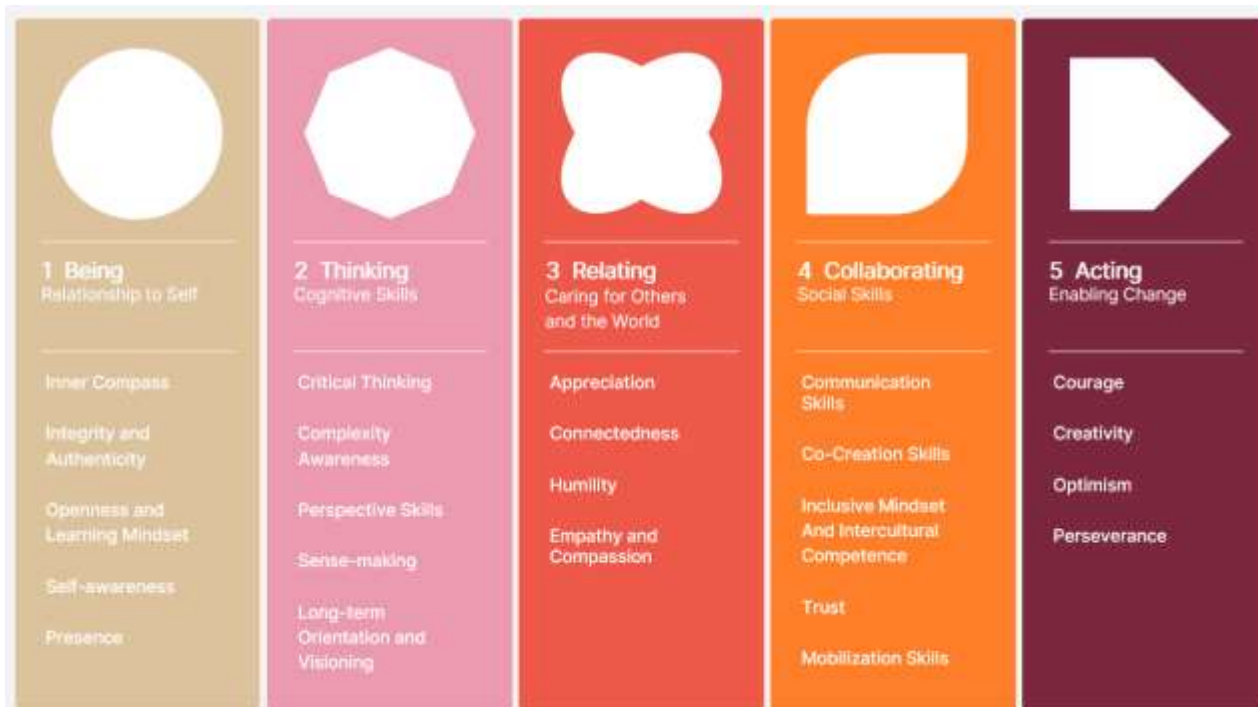 1 Being
Relationship to Self
Inner Compass
Integrity and
Authenticity
Openness and
Learning Mindset
Self-awareness
Presence
2 Thinking
Cognitive Skills
Critical Thinking
Complexity
Awareness
Perspective Skills
Sense-making
Long-term
Orientation and
Visioning
3 Relating
Caring for Others
and the World
Appreciation
Connectedness
Humility
Empathy and
Compassion
4 Collaborating
Social Skills
Communication
Skills
Co-Creation Skills
Inclusive Mindset
And Intercultural
Competence
Trust
Mobilization Skills
5 Acting
Enabling Change
Courage
Creativity
Optimism
Perseverance